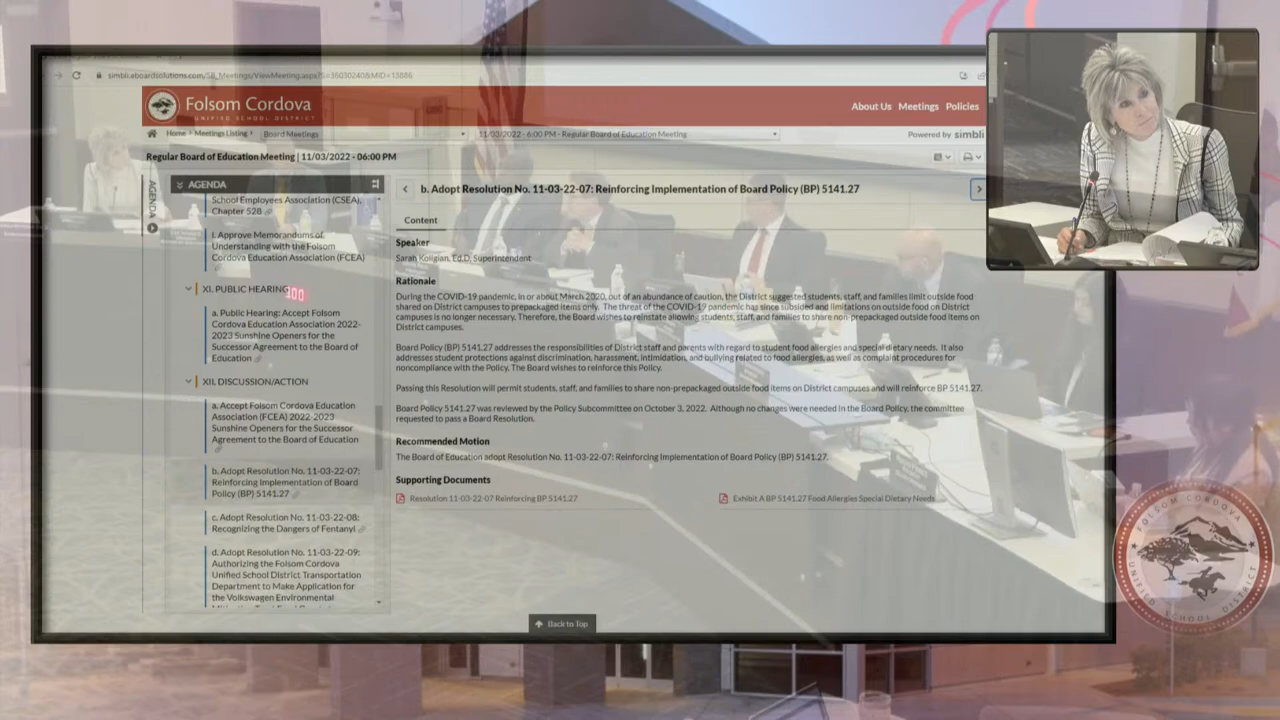 simbli.eboardsolutions.com/SB_Meetings/ViewMeeting.aspx?S=36030240&MID=13886
Folsom Cordova
UNIFIED SCHOOL DISTRICT
About Us Meetings Policies
Home > Meetings Listing > Board Meetings
11/03/2022 - 6:00 PM - Regular Board of Education Meeting
Powered by simbli
Regular Board of Education Meeting | 11/03/2022 - 06:00 PM
AGENDA
AGENDA
School Employees Association (CSEA),
Chapter 528
l. Approve Memorandums of
Understanding with the Folsom
Cordova Education Association (FCEA)
XI. PUBLIC HEARING
a. Public Hearing: Accept Folsom
Cordova Education Association 2022-
2023 Sunshine Openers for the
Successor Agreement to the Board of
Education
XII. DISCUSSION/ACTION
a. Accept Folsom Cordova Education
Association (FCEA) 2022-2023
Sunshine Openers for the Successor
Agreement to the Board of Education
b. Adopt Resolution No. 11-03-22-07:
Reinforcing Implementation of Board
Policy (BP) 5141.27
c. Adopt Resolution No. 11-03-22-08:
Recognizing the Dangers of Fentanyl
d. Adopt Resolution No. 11-03-22-09:
Authorizing the Folsom Cordova
Unified School District Transportation
Department to Make Application for
the Volkswagen Environmental
b. Adopt Resolution No. 11-03-22-07: Reinforcing Implementation of Board Policy (BP) 5141.27
Content
Speaker
Sarah Koligian, Ed.D, Superintendent
Rationale
During the COVID-19 pandemic, in or about March 2020, out of an abundance of caution, the District suggested students, staff, and families limit outside food
shared on District campuses to prepackaged items only. The threat of the COVID-19 pandemic has since subsided and limitations on outside food on District
campuses is no longer necessary. Therefore, the Board wishes to reinstate allowing students, staff, and families to share non-prepackaged outside food items on
District campuses.
Board Policy (BP) 5141.27 addresses the responsibilities of District staff and parents with regard to student food allergies and special dietary needs. It also
addresses student protections against discrimination, harassment, intimidation, and bullying related to food allergies, as well as complaint procedures for
noncompliance with the Policy. The Board wishes to reinforce this Policy.
Passing this Resolution will permit students, staff, and families to share non-prepackaged outside food items on District campuses and will reinforce BP 5141.27.
Board Policy 5141.27 was reviewed by the Policy Subcommittee on October 3, 2022. Although no changes were needed in the Board Policy, the committee
requested to pass a Board Resolution.
Recommended Motion
The Board of Education adopt Resolution No. 11-03-22-07: Reinforcing Implementation of Board Policy (BP) 5141.27.
Supporting Documents
Resolution 11-03-22-07 Reinforcing BP 5141.27
Exhibit A BP 5141.27 Food Allergies Special Dietary Needs
Back to Top
FOLSOM CORDOVA
UNIFIED SCHOOL DISTRICT